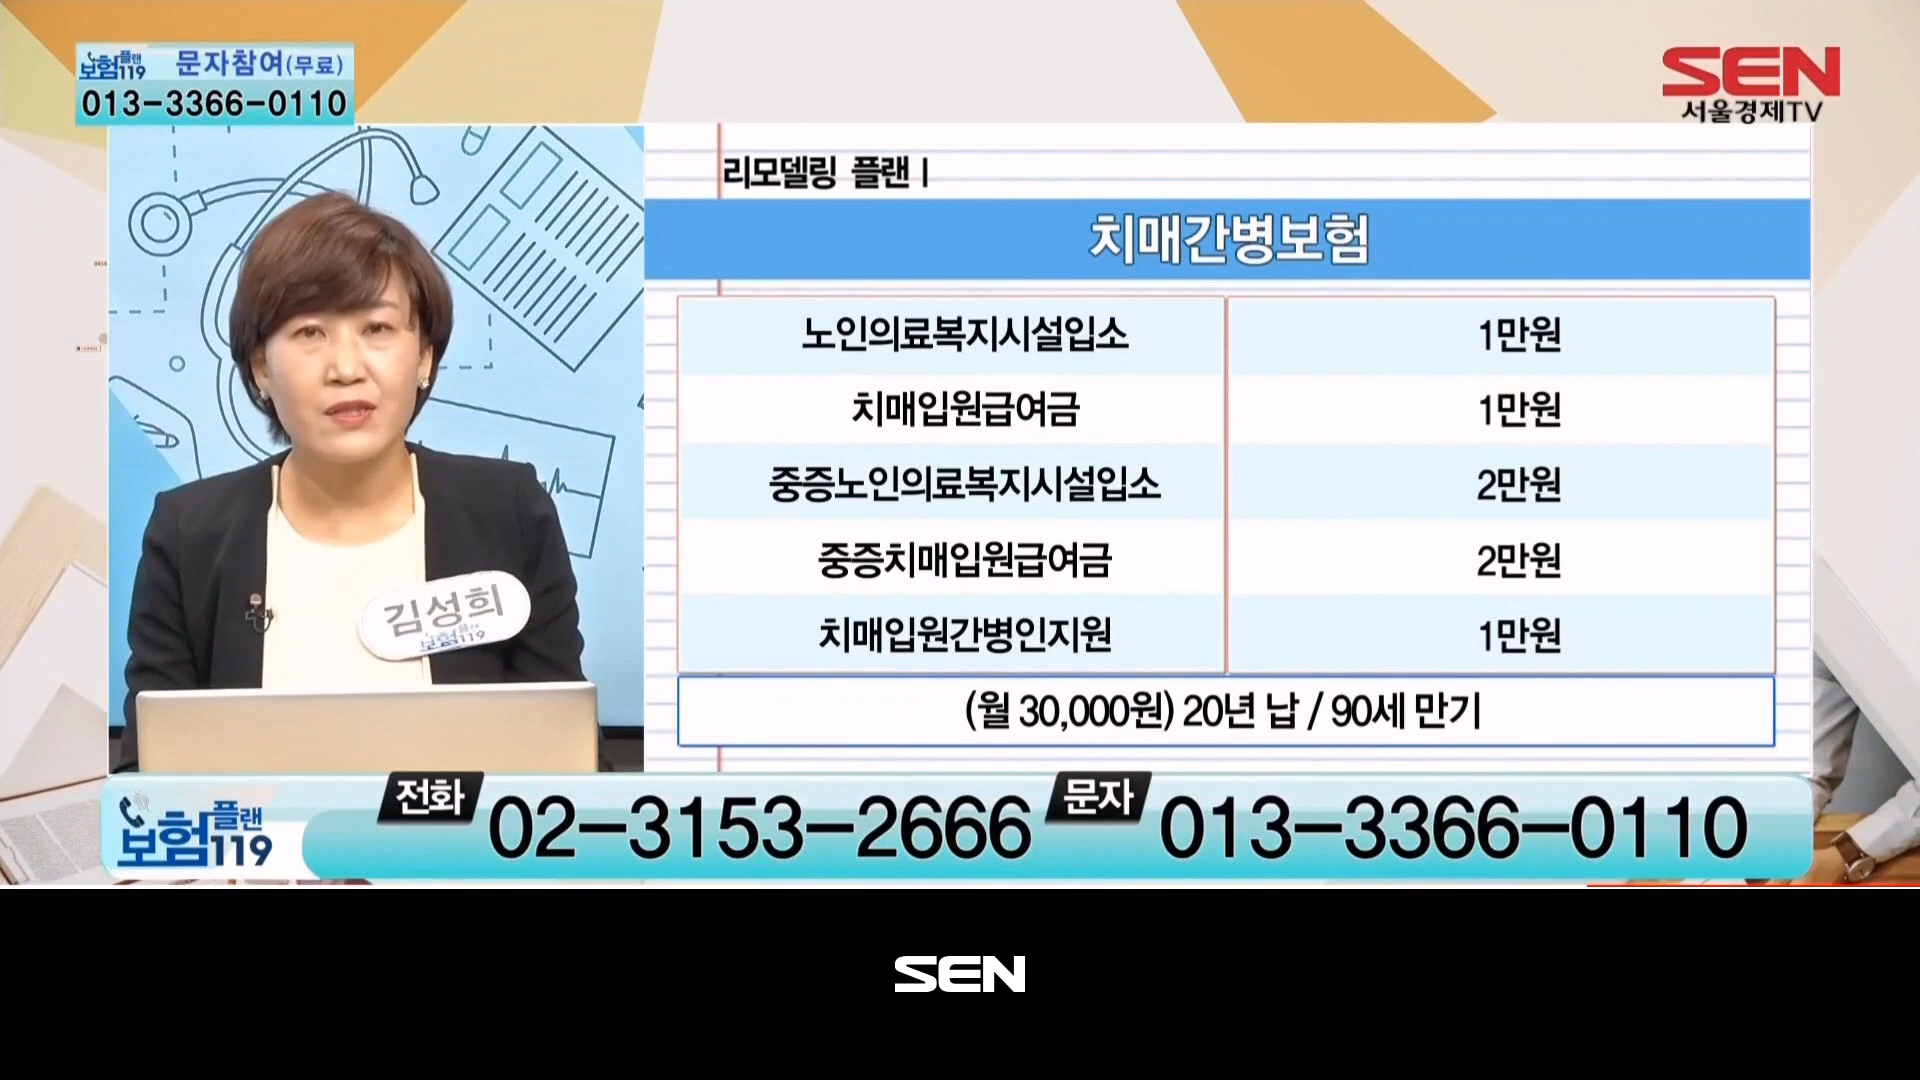 보험플랜119 문자참여(무료)
013-3366-0110
SEN
서울경제TV
리모델링 플랜 I
치매간병보험
노인의료복지시설입소 1만원
치매입원급여금 1만원
중증노인의료복지시설입소 2만원
중증치매입원급여금 2만원
치매입원간병인지원 1만원
(월 30,000원) 20년 납 / 90세 만기
김성희
보험플랜119
보험플랜119 전화 02-3153-2666 문자 013-3366-0110
SEN